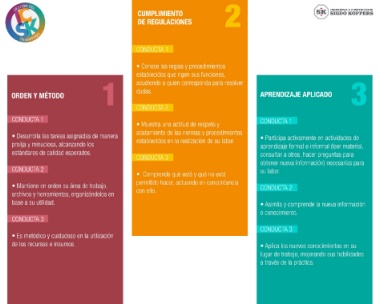 SK
SK
SIGDO KOPPERS
CUMPLIMIENTO
DE REGULACIONES
2
CONDUCTA 1
• Conoce las reglas y procedimientos
establecidos que rigen sus funciones,
acudiendo a quien corresponda para resolver
dudas.
CONDUCTA 2
• Muestra una actitud de respeto y
acatamiento de las normas y procedimientos
establecidos en la realización de su labor
CONDUCTA 3
• Comprende qué está y qué no está
permitido hacer, actuando en concordancia
con ello.
ORDEN Y MÉTODO
1
CONDUCTA 1
• Desarrolla las tareas asignadas de manera
prolija y minuciosa, alcanzando los
estándares de calidad esperados.
CONDUCTA 2
• Mantiene en orden su área de trabajo,
archivos y herramientas, organizándolos en
base a su utilidad.
CONDUCTA 3
• Es metódico y cuidadoso en la utilización
de los recursos e insumos.
APRENDIZAJE APLICADO
3
CONDUCTA 1
• Participa activamente en actividades de
aprendizaje formal e informal (leer material,
consultar a otros, hacer preguntas para
obtener nueva información) necesarias para
su labor.
CONDUCTA 2
• Asimila y comprende la nueva información
o conocimiento.
CONDUCTA 3
• Aplica los nuevos conocimientos en su
lugar de trabajo, mejorando sus habilidades
a través de la práctica.